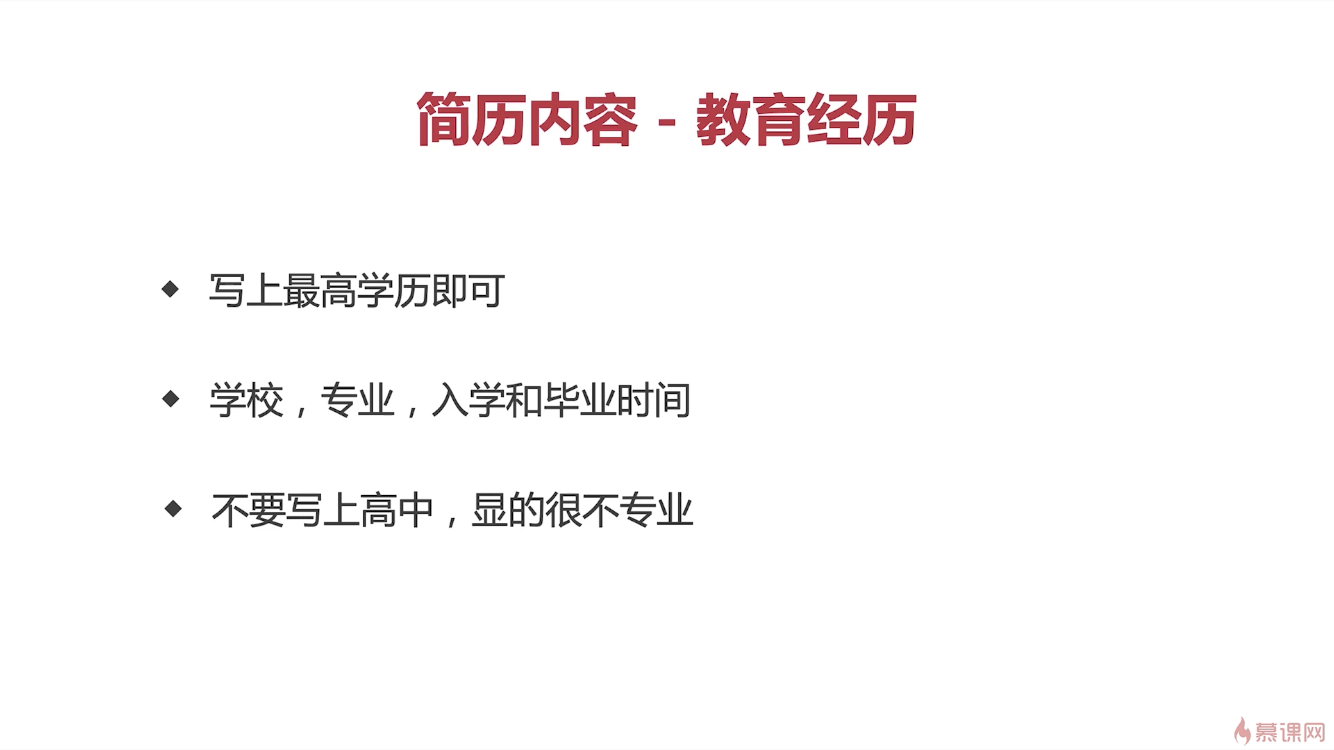 简历内容 - 教育经历
◆ 写上最高学历即可
◆ 学校，专业，入学和毕业时间
◆ 不要写上高中，显的很不专业
慕课网